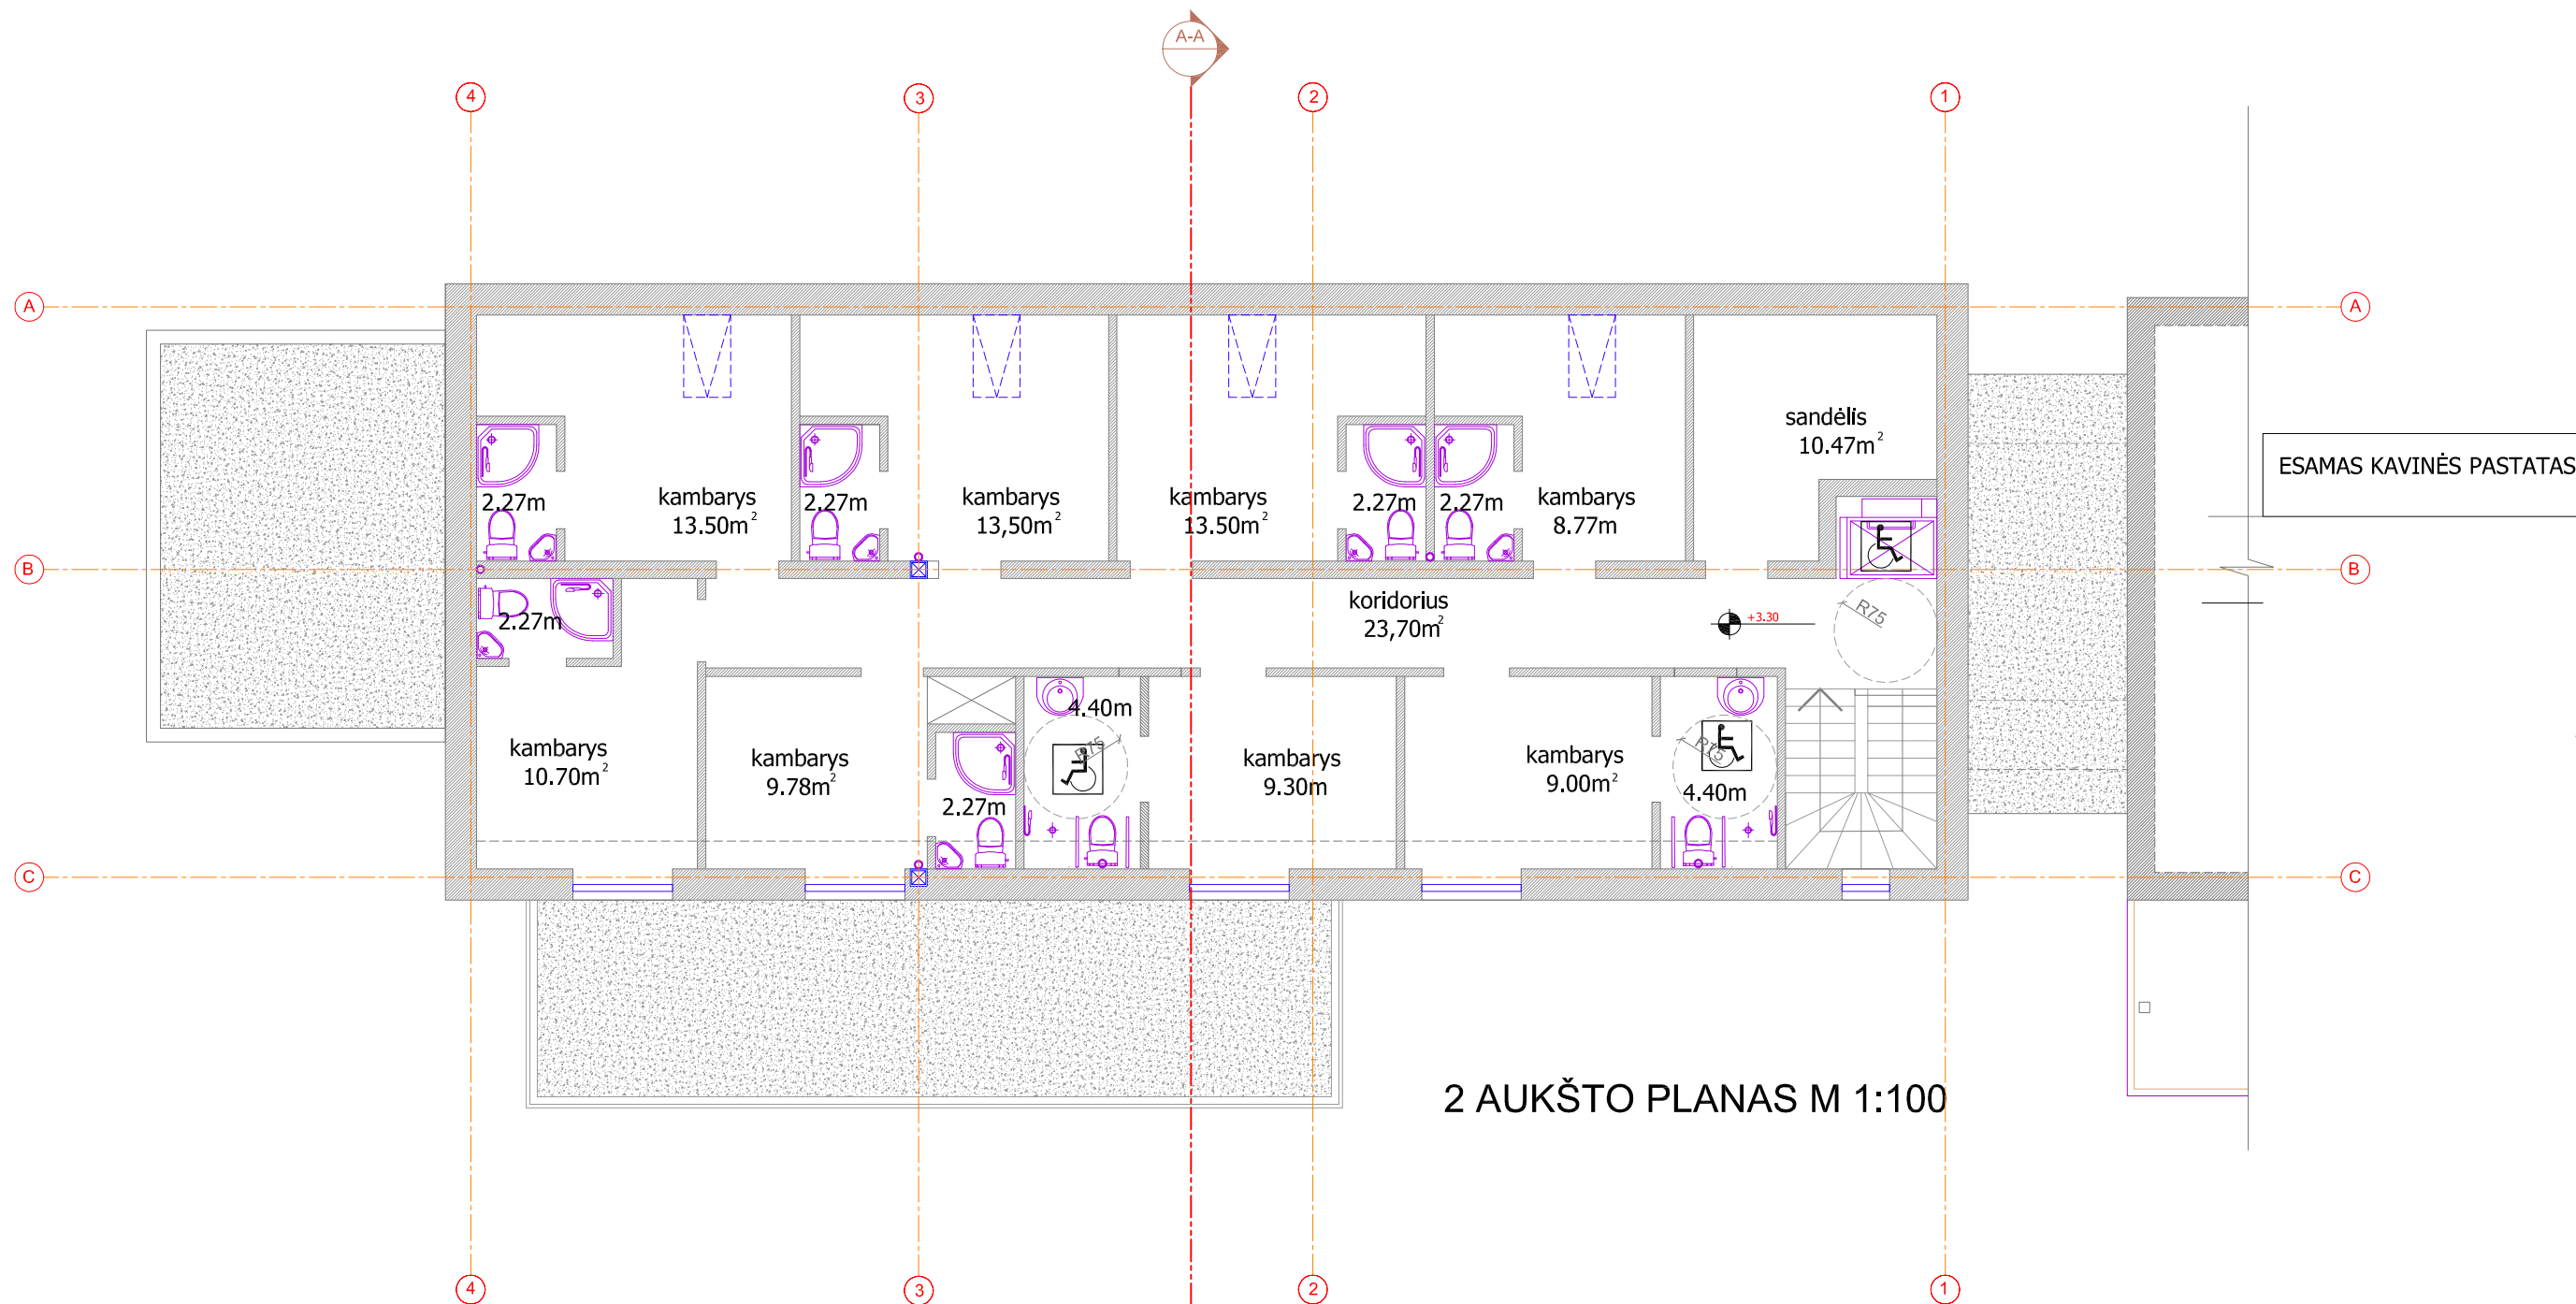 A-A
4
3
2
1
A
A
sandėlis
10.47m²
ESAMAS KAVINĖS PASTATAS
2.27m
kambarys
13.50m²
2.27m
kambarys
13,50m²
kambarys
13.50m²
2.27m
2.27m
kambarys
8.77m
B
B
2.27m
koridorius
23,70m²
+3.30
R75
4.40m
kambarys
10.70m²
kambarys
9.78m²
2.27m
R75
kambarys
9.30m
kambarys
9.00m²
R75
4.40m
C
C
2 AUKŠTO PLANAS M 1:100
4
3
2
1